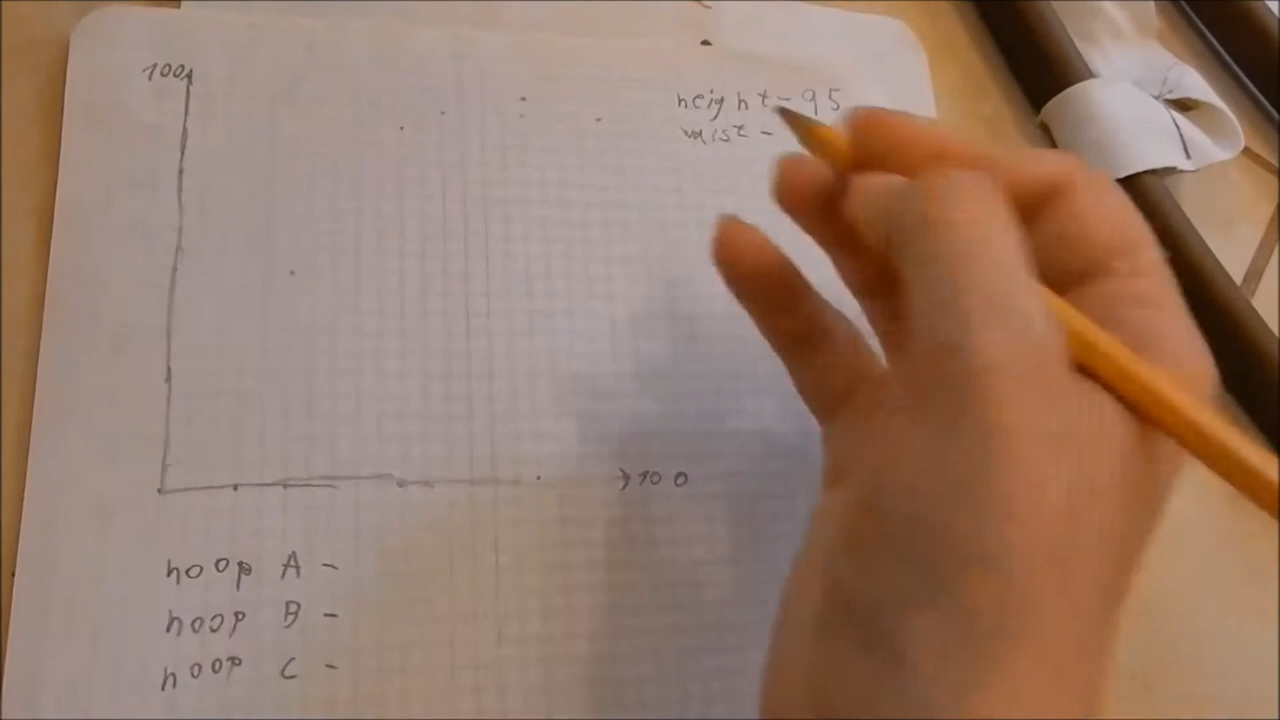 100
height - 95
waist -
100
hoop A -
hoop B -
hoop C -